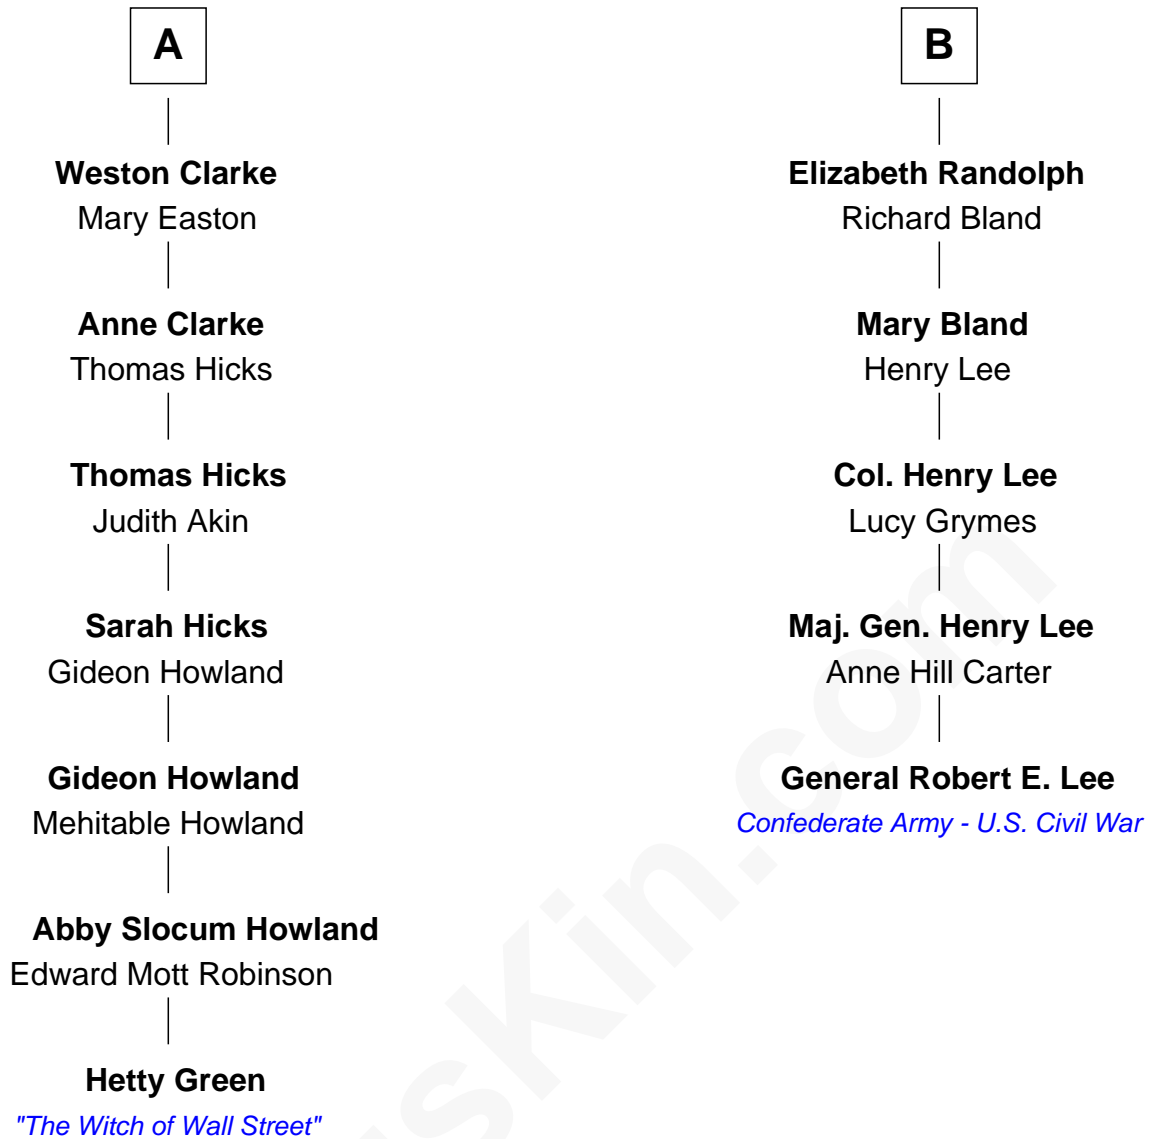 A
Weston Clarke
Mary Easton
Anne Clarke
Thomas Hicks
Thomas Hicks
Judith Akin
Sarah Hicks
Gideon Howland
Gideon Howland
Mehitable Howland
Abby Slocum Howland
Edward Mott Robinson
Hetty Green
"The Witch of Wall Street"
B
Elizabeth Randolph
Richard Bland
Mary Bland
Henry Lee
Col. Henry Lee
Lucy Grymes
Maj. Gen. Henry Lee
Anne Hill Carter
General Robert E. Lee
Confederate Army - U.S. Civil War